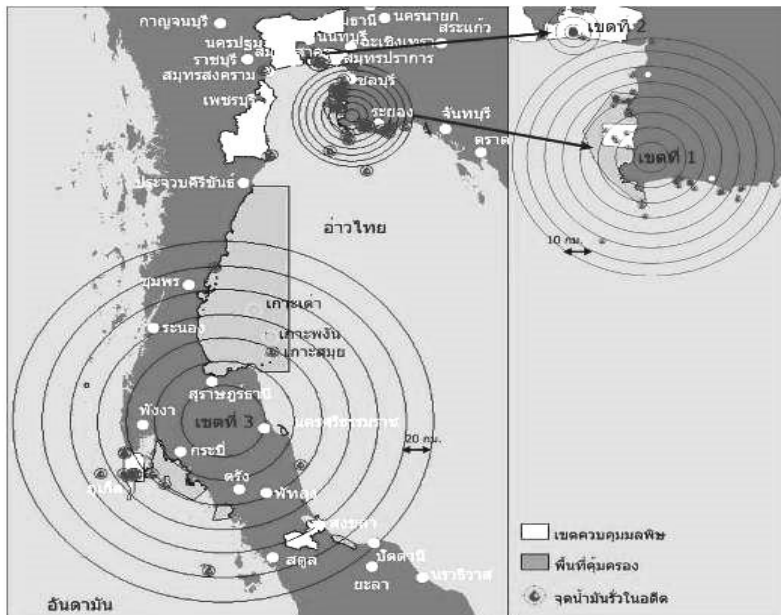 กาญจนบุรี
นครนายก
สระแก้ว
ฉะเชิงเทรา
ราชบุรี
สมุทรปราการ
สมุทรสงคราม
ชลบุรี
เพชรบุรี
ระยอง
จันทบุรี
ตราด
ประจวบคีรีขันธ์
อ่าวไทย
ชุมพร
เกาะเต่า
ระนอง
เกาะพงัน
เกาะสมุย
สุราษฎร์ธานี
พังงา
เขตที่ 3
นครศรีธรรมราช
20 กม.
กระบี่
ภูเก็ต
ตรัง
พัทลุง
สงขลา
สตูล
ปัตตานี
ยะลา
นราธิวาส
อันดามัน
เขตที่ 2
เขตที่ 1
10 กม.
เขตควบคุมมลพิษ
พื้นที่คุ้มครอง
จุดน้ำมันรั่วในอดีต